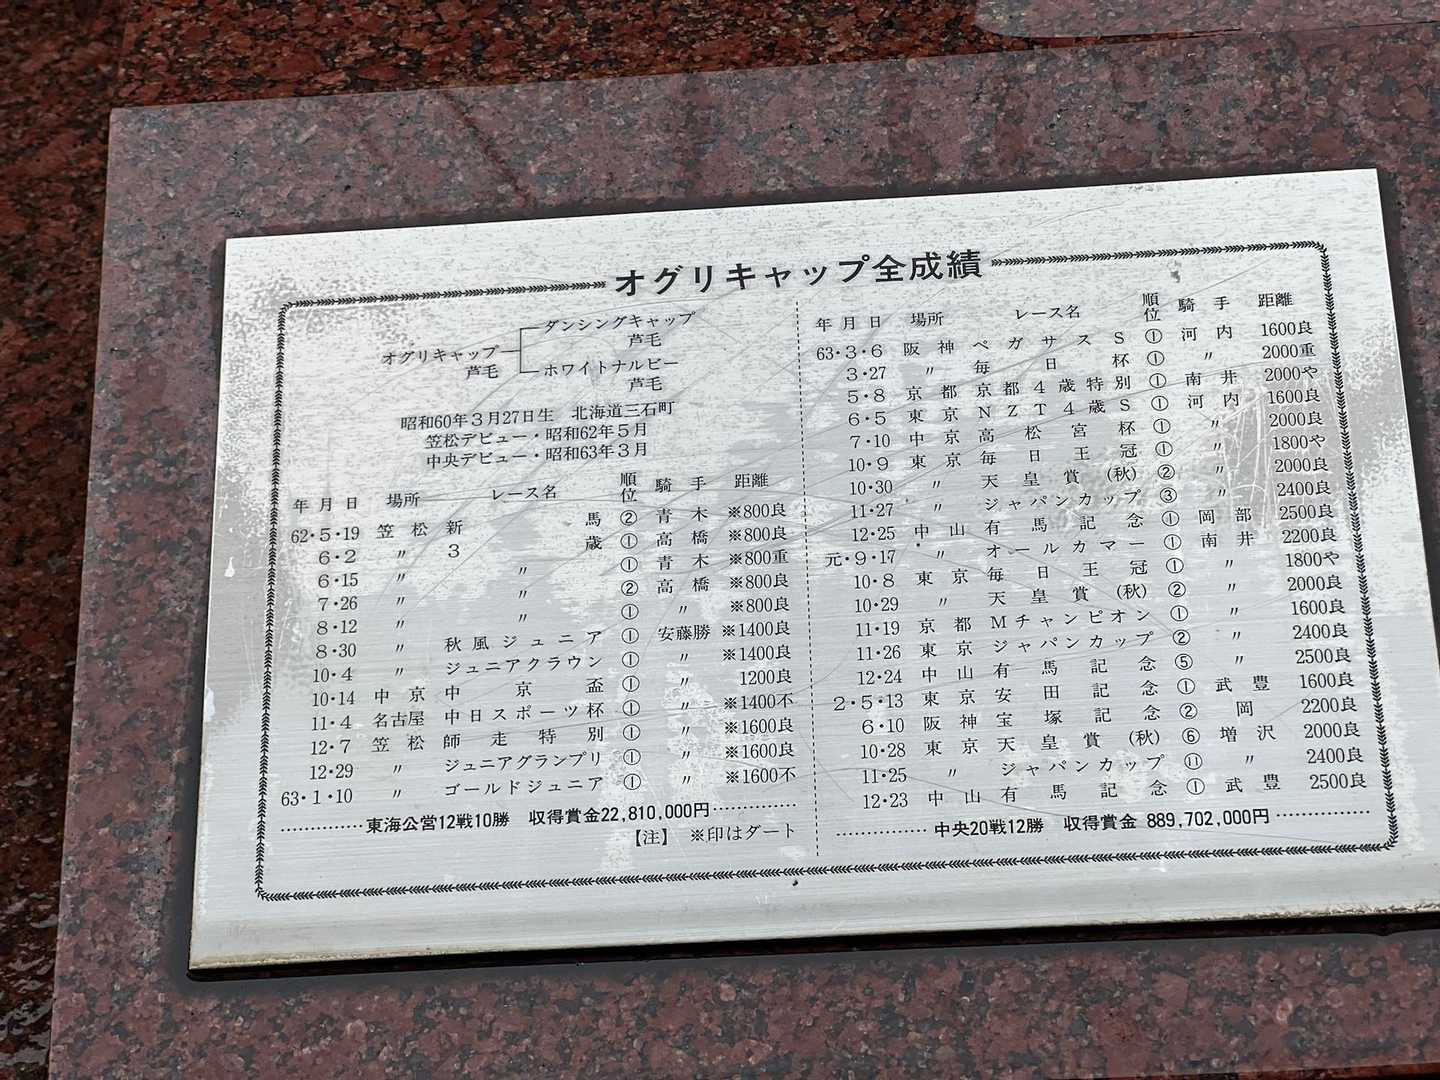 オグリキャップ全成績
ダンシングキャップ
芦毛
オグリキャップ
芦毛
ホワイトナルビー
芦毛
昭和60年3月27日生　北海道三石町
笠松デビュー・昭和62年5月
中央デビュー・昭和63年3月
年 月 日 場所 レース名 順位 騎手 距離
62・5・19 笠松 新馬 ② 青木 ※800良
6・2 〃 3歳 ① 高橋 ※800良
6・15 〃 〃 ① 青木 ※800重
7・26 〃 〃 ② 高橋 ※800良
8・12 〃 〃 ① 〃 ※800良
8・30 〃 秋風ジュニア ① 安藤勝 ※1400良
10・4 〃 ジュニアクラウン ① 〃 ※1400良
10・14 中京 中京盃 ① 〃 1200良
11・4 名古屋 中日スポーツ杯 ① 〃 ※1400不
12・7 笠松 師走特別 ① 〃 ※1600良
12・29 〃 ジュニアグランプリ ① 〃 ※1600良
63・1・10 〃 ゴールドジュニア ① 〃 ※1600不
東海公営12戦10勝　収得賞金22,810,000円
【注】　※印はダート
年 月 日 場所 レース名 順位 騎手 距離
63・3・6 阪神 ペガサスS ① 河内 1600良
3・27 〃 毎日杯 ① 〃 2000重
5・8 京都 京都4歳特別 ① 南井 2000や
6・5 東京 NZT4歳S ① 河内 1600良
7・10 中京 高松宮杯 ① 〃 2000良
10・9 東京 毎日王冠 ① 〃 1800や
10・30 〃 天皇賞(秋) ② 〃 2000良
11・27 〃 ジャパンカップ ③ 〃 2400良
12・25 中山 有馬記念 ① 岡部 2500良
元・9・17 〃 オールカマー ① 南井 2200良
10・8 東京 毎日王冠 ① 〃 1800や
10・29 〃 天皇賞(秋) ② 〃 2000良
11・19 京都 Mチャンピオン ① 〃 1600良
11・26 東京 ジャパンカップ ② 〃 2400良
12・24 中山 有馬記念 ⑤ 〃 2500良
2・5・13 東京 安田記念 ① 武豊 1600良
6・10 阪神 宝塚記念 ② 岡 2200良
10・28 東京 天皇賞(秋) ⑥ 増沢 2000良
11・25 〃 ジャパンカップ ⑪ 〃 2400良
12・23 中山 有馬記念 ① 武豊 2500良
中央20戦12勝　収得賞金 889,702,000円